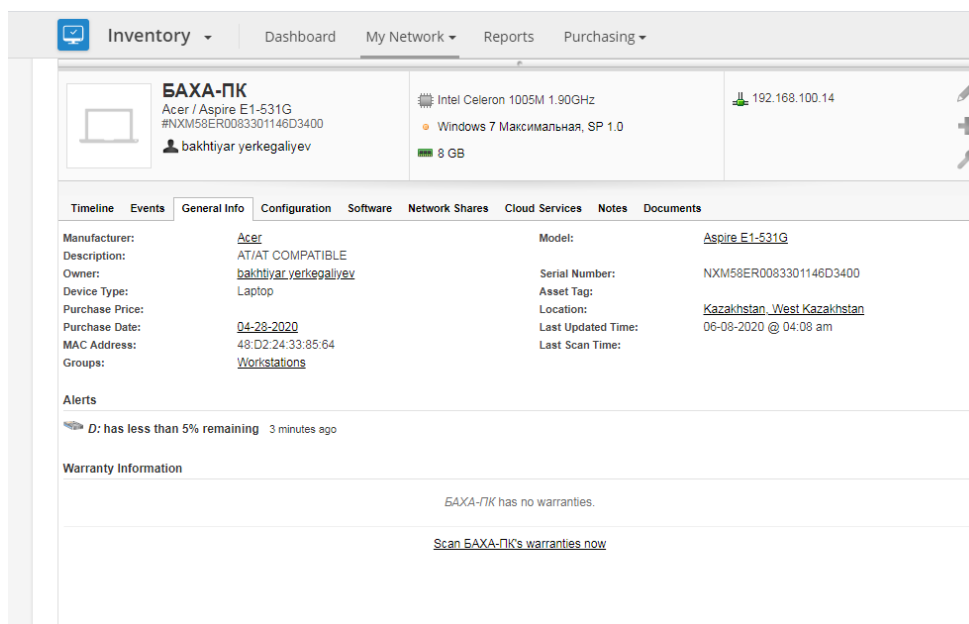 Inventory Dashboard My Network Reports Purchasing
БАХА-ПК
Acer / Aspire E1-531G
#NXM58ER0083301146D3400
bakhtiyar yerkegaliyev
Intel Celeron 1005M 1.90GHz
Windows 7 Максимальная, SP 1.0
8 GB
192.168.100.14
Timeline Events General Info Configuration Software Network Shares Cloud Services Notes Documents
Manufacturer: Acer Model: Aspire E1-531G
Description: AT/AT COMPATIBLE
Owner: bakhtiyar yerkegaliyev Serial Number: NXM58ER0083301146D3400
Device Type: Laptop Asset Tag:
Purchase Price: Location: Kazakhstan, West Kazakhstan
Purchase Date: 04-28-2020 Last Updated Time: 06-08-2020 @ 04:08 am
MAC Address: 48:D2:24:33:85:64 Last Scan Time:
Groups: Workstations
Alerts
D: has less than 5% remaining 3 minutes ago
Warranty Information
БАХА-ПК has no warranties.
Scan БАХА-ПК's warranties now